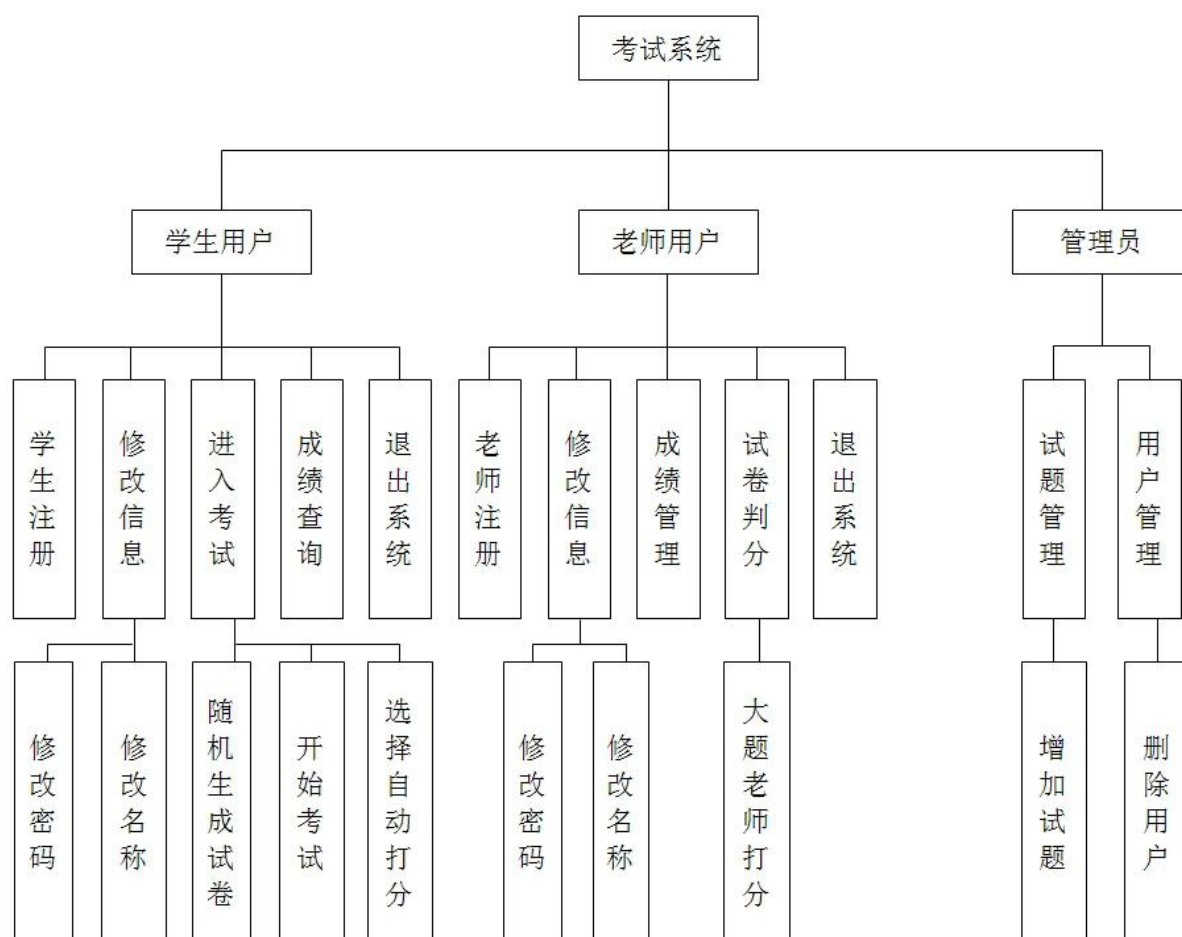 考试系统
学生用户
老师用户
管理员
学生注册
修改信息
进入考试
成绩查询
退出系统
老师注册
修改信息
成绩管理
试卷判分
退出系统
试题管理
用户管理
修改密码
修改名称
随机生成试卷
开始考试
选择自动打分
修改密码
修改名称
大题老师打分
增加试题
删除用户